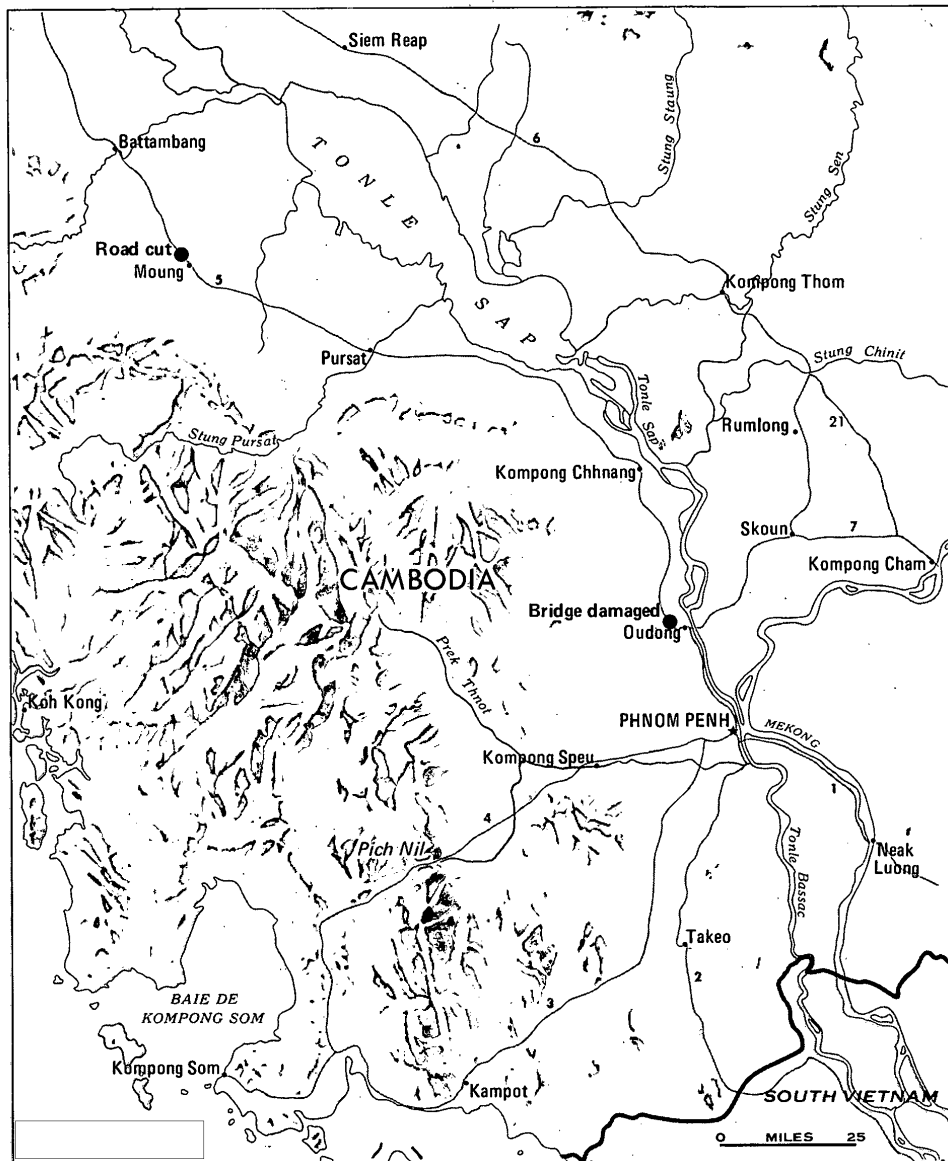 Siem Reap
Stung Staung
Battambang
6
TONLE SAP
Stung Sen
Road cut
Moung
5
Kompong Thom
Pursat
Stung Chinit
Tonle Sap
Rumlong
21
Stung Pursat
Kompong Chhnang
Skoun
7
Kompong Cham
CAMBODIA
Bridge damaged
Oudong
Prek Thnot
Koh Kong
PHNOM PENH
MEKONG
Kompong Speu
1
4
Pich Nil
Neak
Luong
Tonle Bassac
Takeo
2
BAIE DE
KOMPONG SOM
3
Kompong Som
Kampot
SOUTH VIETNAM
0 MILES 25